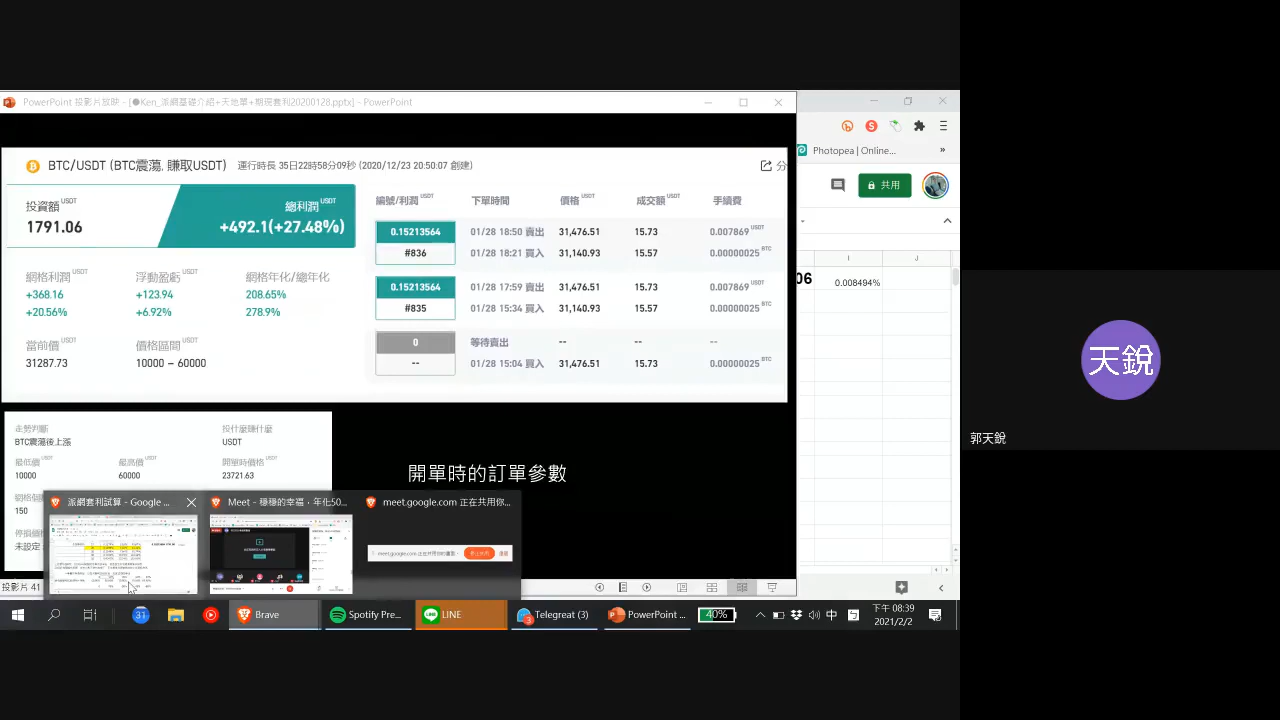 PowerPoint 投影片放映 - [●Ken_派網基礎介紹+天地單+期現套利20200128.pptx] - PowerPoint
BTC/USDT (BTC震蕩, 賺取USDT) 運行時長 35日22時58分09秒 (2020/12/23 20:50:07 創建) 分
投資額 USDT
1791.06
總利潤 USDT
+492.1(+27.48%)
網格利潤 USDT 浮動盈虧 USDT 網格年化/總年化
+368.16 +123.94 208.65%
+20.56% +6.92% 278.9%
當前價 USDT 價格區間 USDT
31287.73 10000 – 60000
編號/利潤 USDT 下單時間 價格 USDT 成交額 USDT 手續費
0.15213564 01/28 18:50 賣出 31,476.51 15.73 0.007869 USDT
#836 01/28 18:21 買入 31,140.93 15.57 0.00000025 BTC
0.15213564 01/28 17:59 賣出 31,476.51 15.73 0.007869 USDT
#835 01/28 15:34 買入 31,140.93 15.57 0.00000025 BTC
0 等待賣出 -- -- --
-- 01/28 15:04 買入 31,476.51 15.73 0.00000025 BTC
走勢判斷 投什麼賺什麼
BTC震蕩後上漲 USDT
最低價 USDT 最高價 USDT 開單時價格 USDT
10000 60000 23721.63
150
未設定
開單時的訂單參數
Photopea | Online...
共用
I J
06 0.008494%
天銳
郭天銳
派網套利試算 - Google ...
Meet – 穩穩的幸福，年化50...
meet.google.com 正在共用你...
投影片 41
Brave
Spotify Pre...
LINE
Telegreat (3)
PowerPoint ...
40%
中
下午 08:39
2021/2/2
31
3